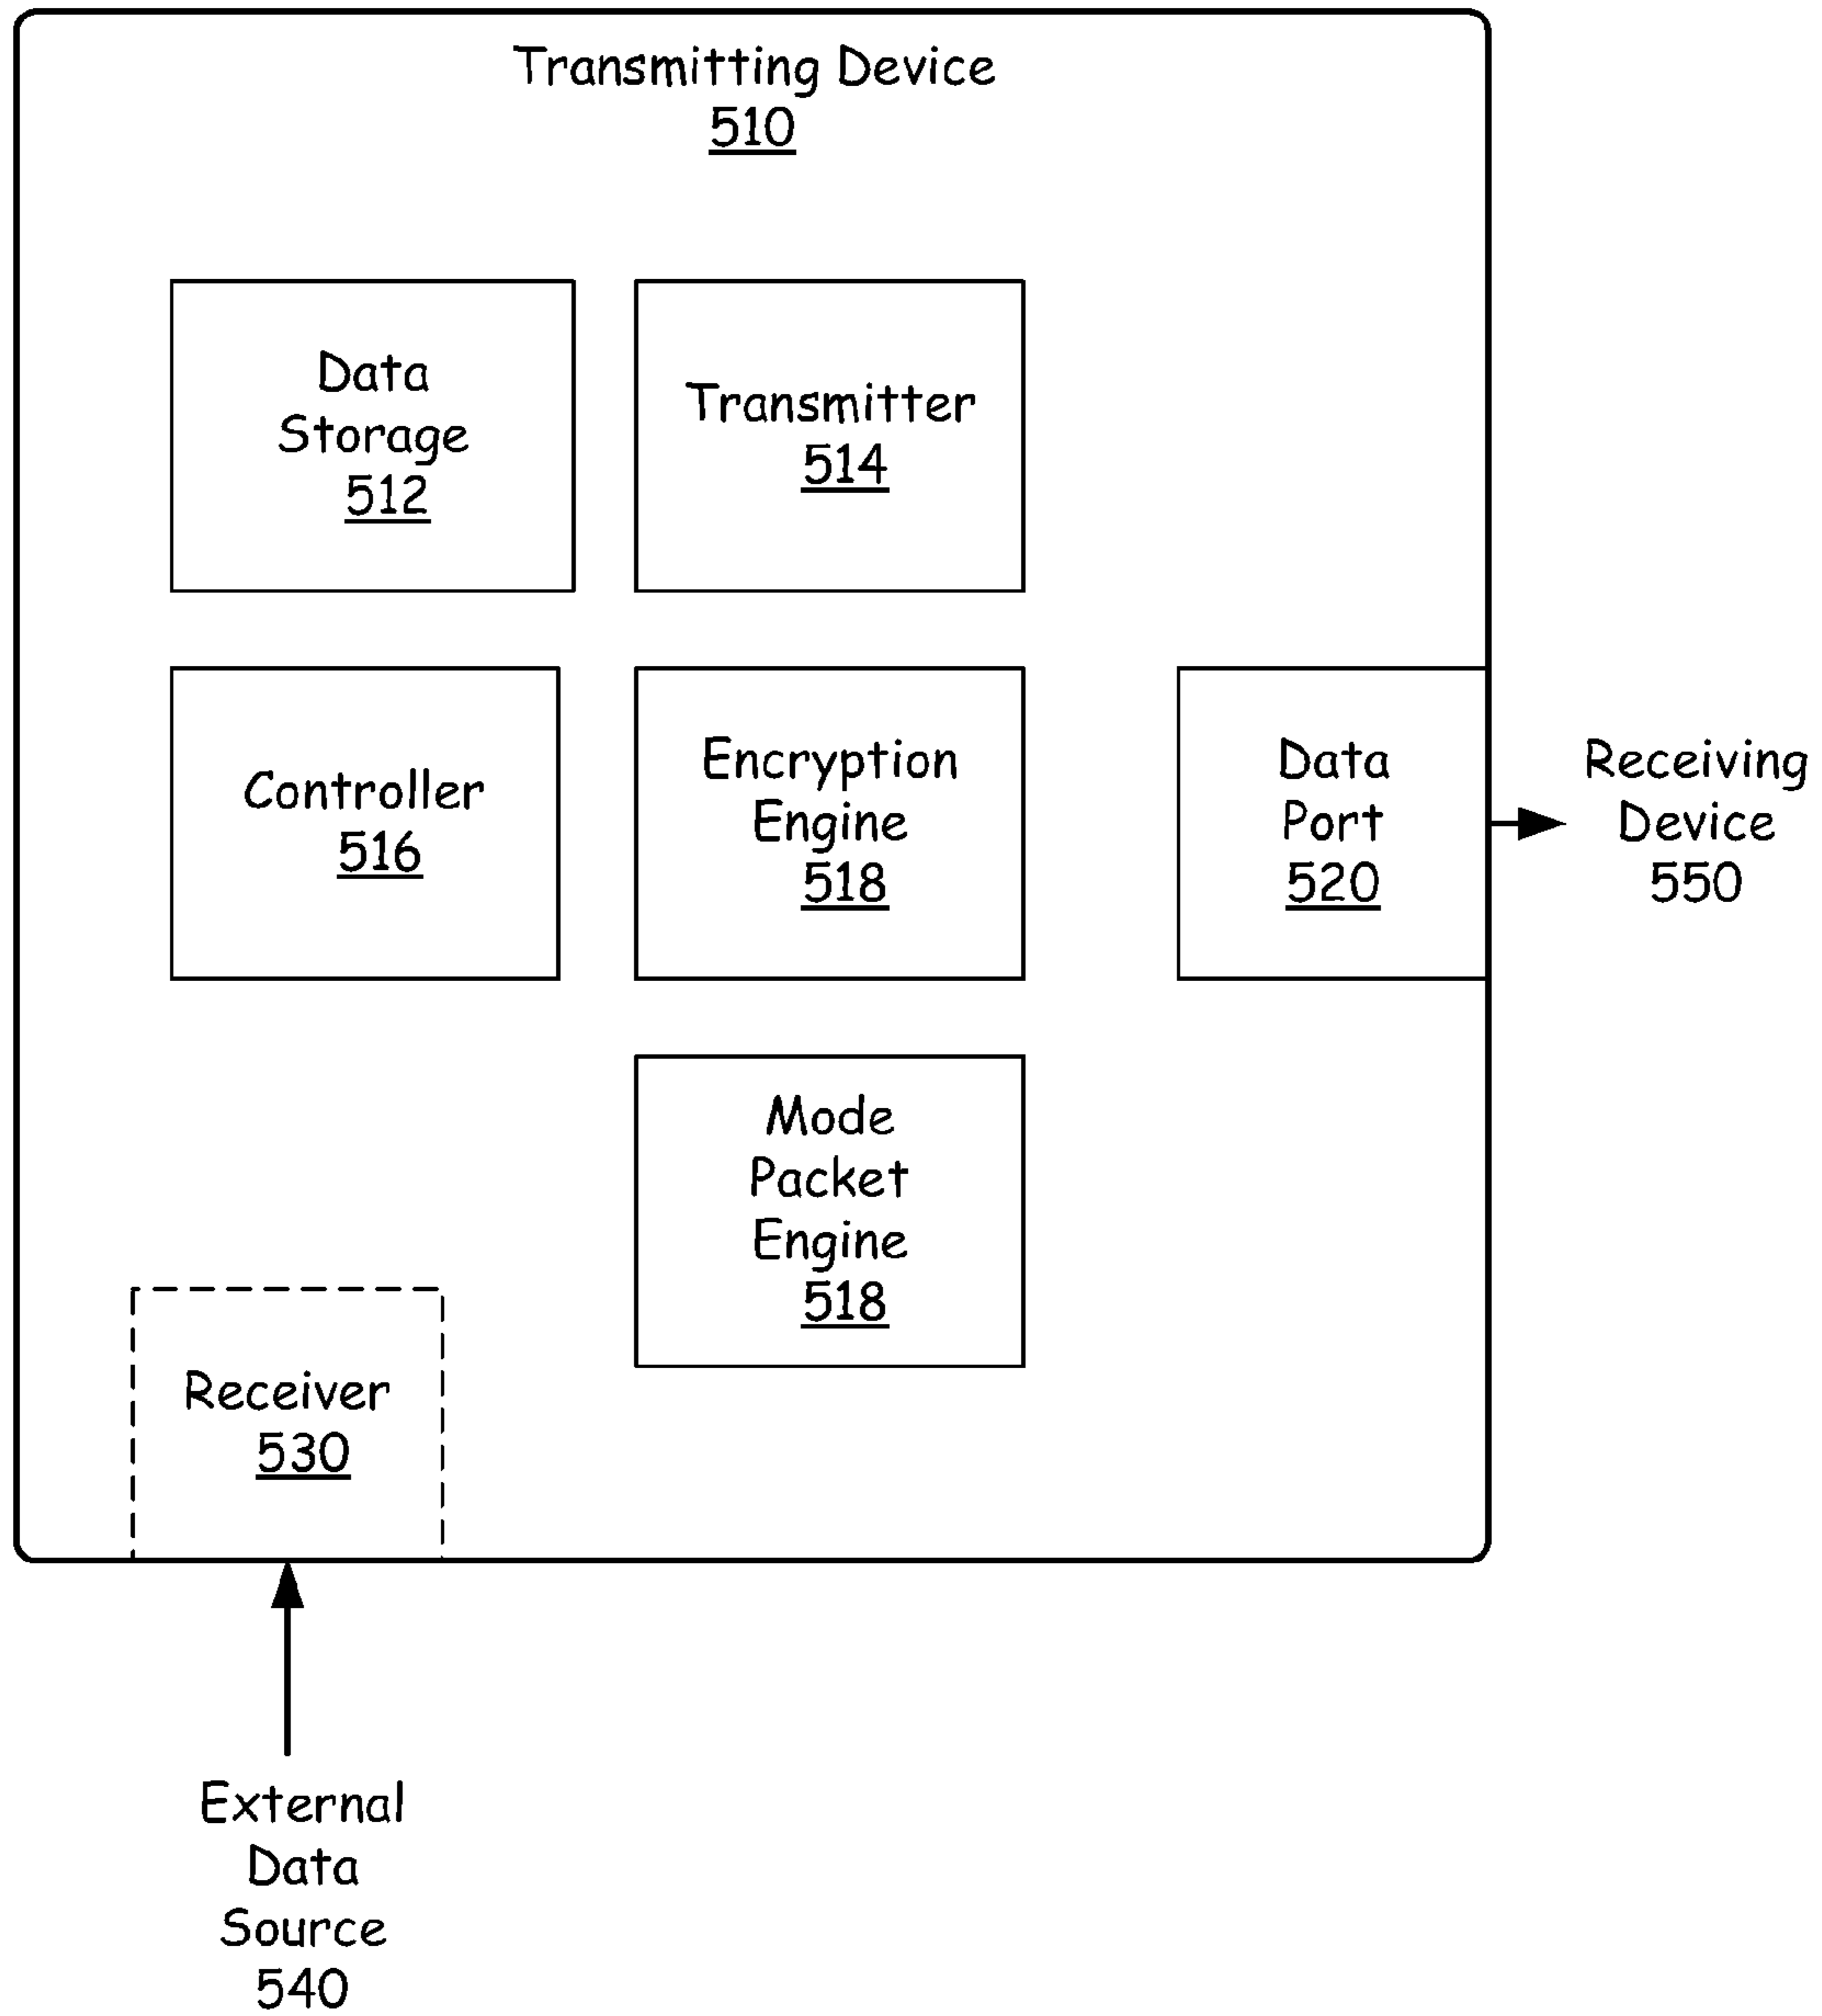 Transmitting Device
510
Data
Storage
512
Transmitter
514
Controller
516
Encryption
Engine
518
Data
Port
520
Receiving
Device
550
Mode
Packet
Engine
518
Receiver
530
External
Data
Source
540